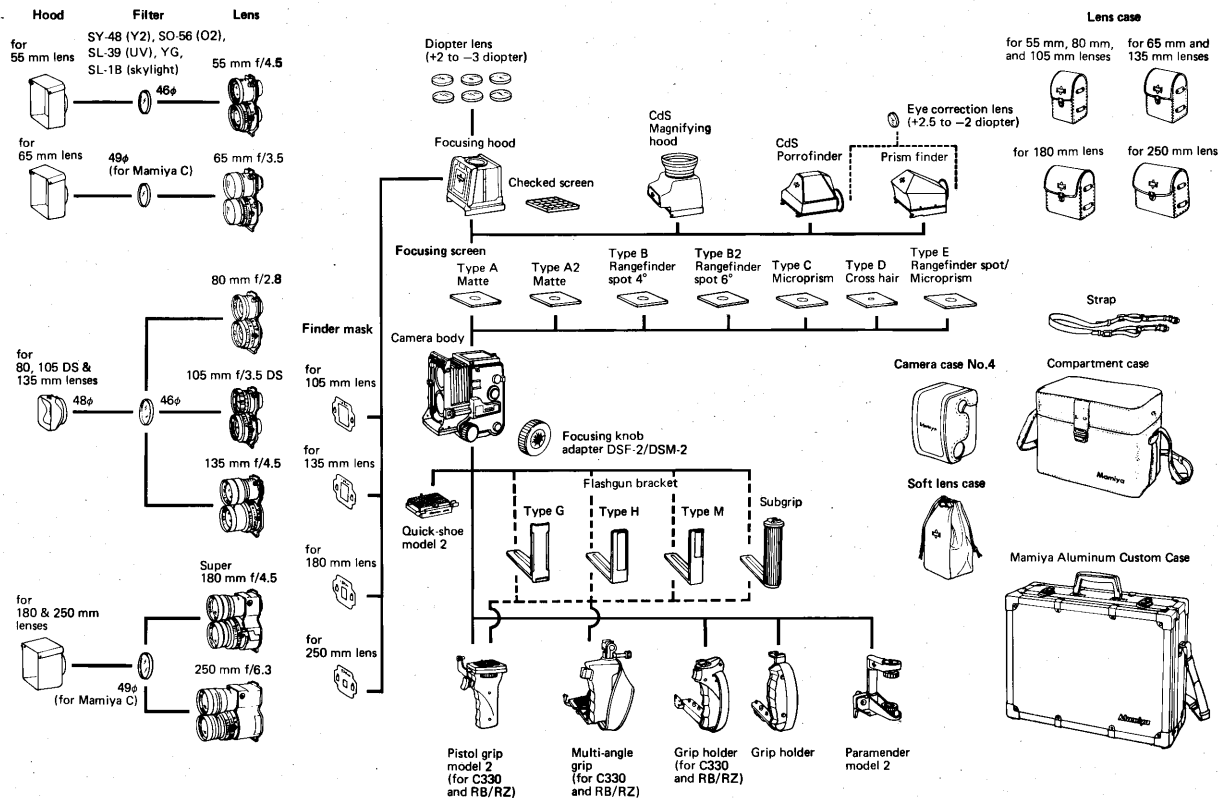 Hood
Filter
Lens
for
55 mm lens
SY-48 (Y2), SO-56 (O2),
SL-39 (UV), YG,
SL-1B (skylight)
46ø
55 mm f/4.5
for
65 mm lens
49ø
(for Mamiya C)
65 mm f/3.5
80 mm f/2.8
for
80, 105 DS &
135 mm lenses
48ø
46ø
105 mm f/3.5 DS
135 mm f/4.5
for
180 & 250 mm
lenses
49ø
(for Mamiya C)
Super
180 mm f/4.5
250 mm f/6.3
Finder mask
for
105 mm lens
for
135 mm lens
for
180 mm lens
for
250 mm lens
Diopter lens
(+2 to −3 diopter)
Focusing hood
Checked screen
CdS
Magnifying
hood
CdS
Porrofinder
Eye correction lens
(+2.5 to −2 diopter)
Prism finder
Focusing screen
Type A
Matte
Type A2
Matte
Type B
Rangefinder
spot 4°
Type B2
Rangefinder
spot 6°
Type C
Microprism
Type D
Cross hair
Type E
Rangefinder spot/
Microprism
Camera body
Focusing knob
adapter DSF-2/DSM-2
Flashgun bracket
Quick-shoe
model 2
Type G
Type H
Type M
Subgrip
Pistol grip
model 2
(for C330
and RB/RZ)
Multi-angle
grip
(for C330
and RB/RZ)
Grip holder
(for C330
and RB/RZ)
Grip holder
Paramender
model 2
Lens case
for 55 mm, 80 mm,
and 105 mm lenses
for 65 mm and
135 mm lenses
for 180 mm lens
for 250 mm lens
Strap
Camera case No.4
Mamiya
Compartment case
Mamiya
Soft lens case
Mamiya Aluminum Custom Case
Mamiya